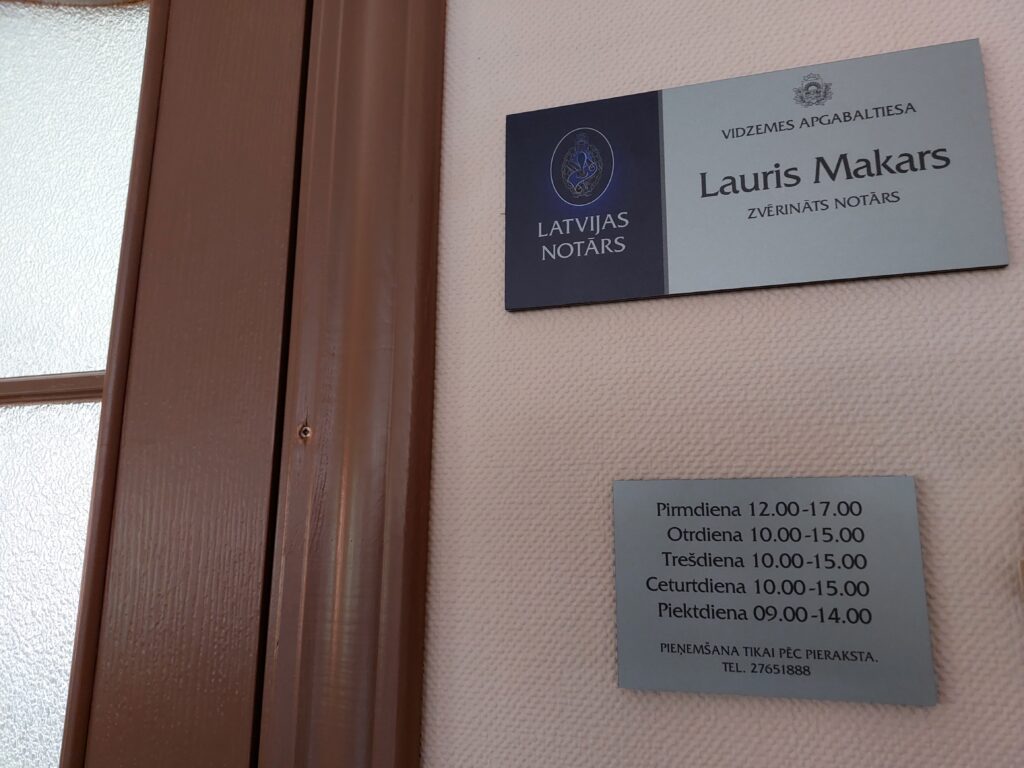 LATVIJAS
NOTĀRS
VIDZEMES APGABALTIESA
Lauris Makars
ZVĒRINĀTS NOTĀRS
Pirmdiena 12.00-17.00
Otrdiena 10.00-15.00
Trešdiena 10.00-15.00
Ceturtdiena 10.00-15.00
Piektdiena 09.00-14.00
PIEŅEMŠANA TIKAI PĒC PIERAKSTA.
TEL. 27651888